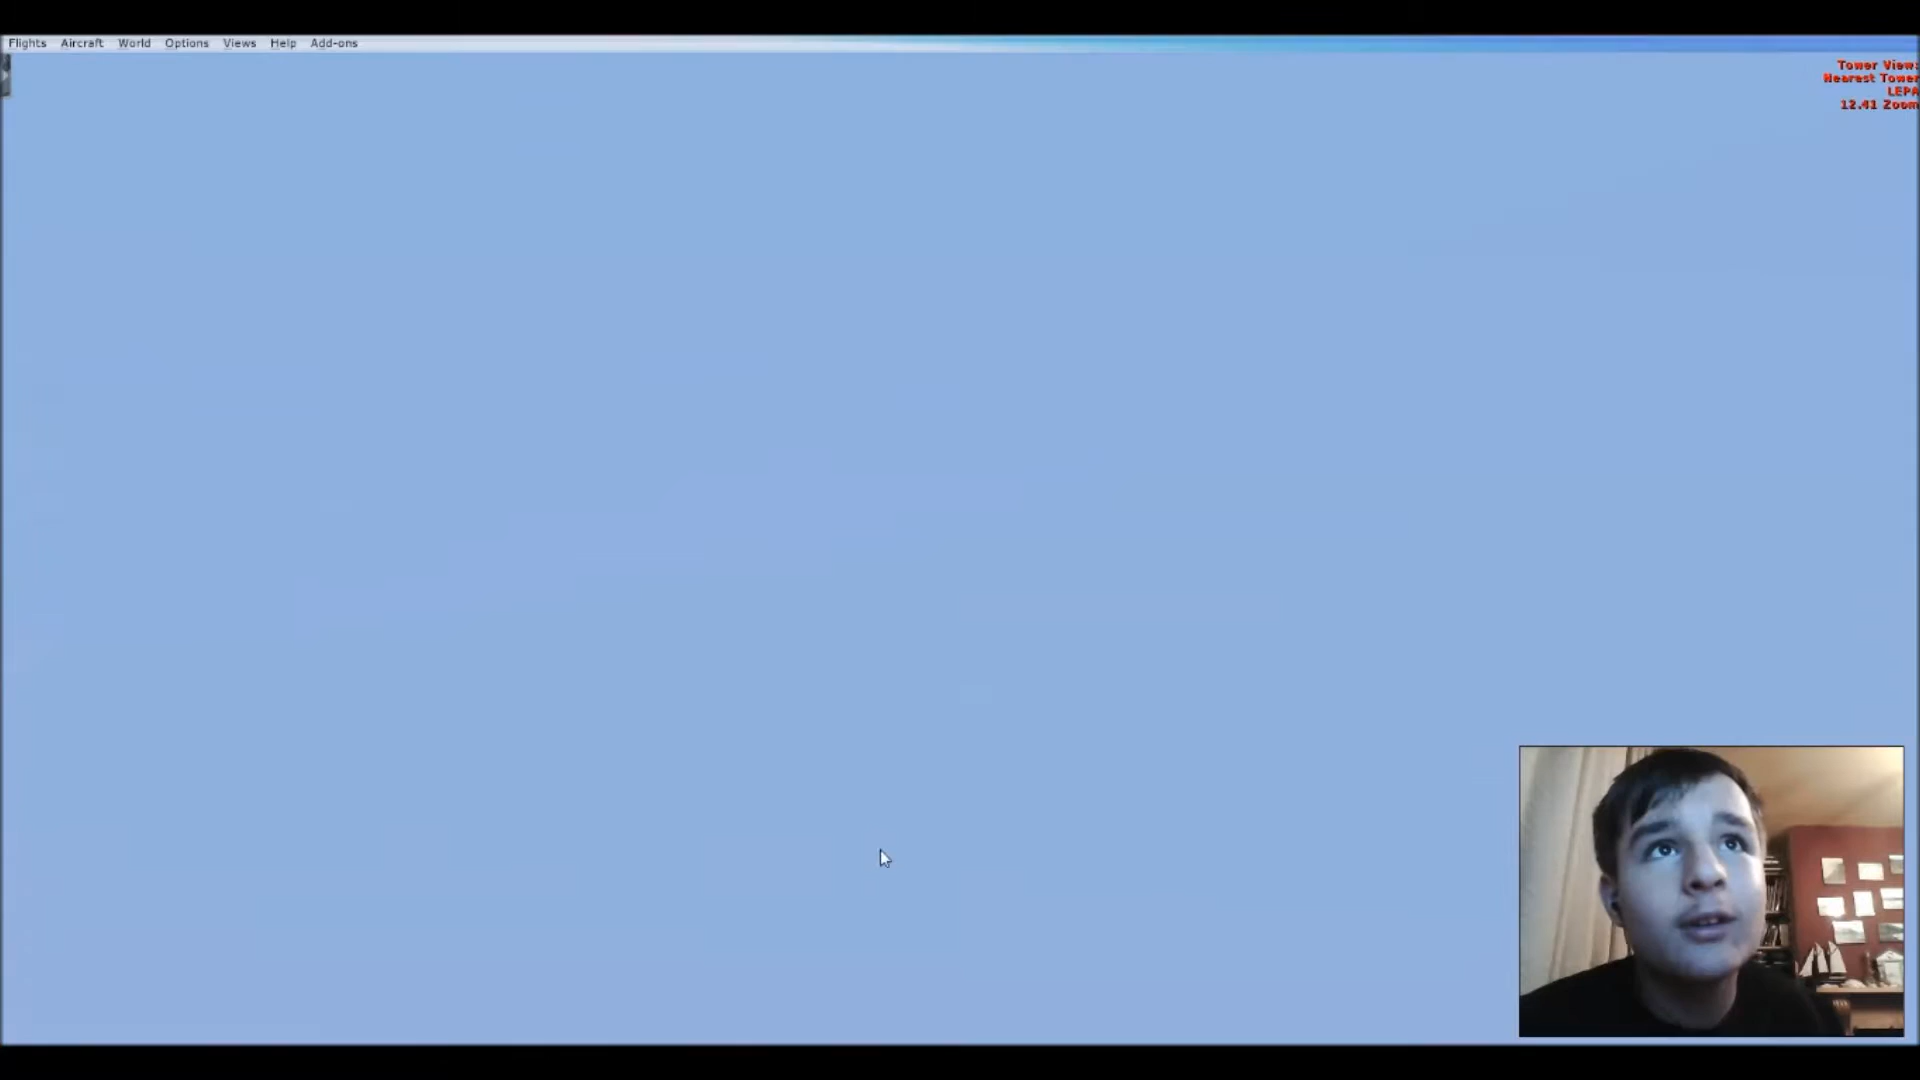 Flights Aircraft World Options Views Help Add-ons
Tower View:
Nearest Tower
LEPA
12.41 Zoom